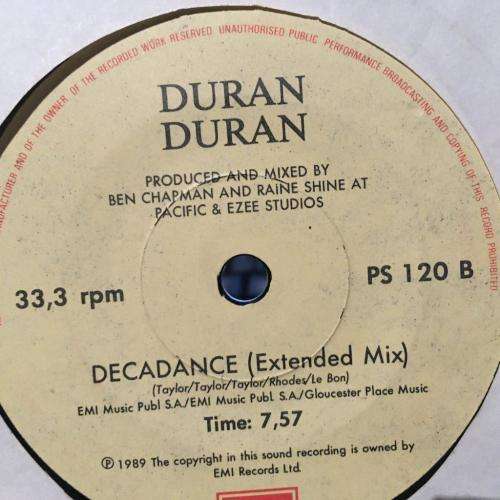 MANUFACTURER AND OF THE OWNER OF THE RECORDED WORK RESERVED UNAUTHORISED PUBLIC PERFORMANCE BROADCASTING AND COPYING OF THIS RECORD PROHIBITED
DURAN
DURAN
PRODUCED AND MIXED BY
BEN CHAPMAN AND RAINE SHINE AT
PACIFIC & EZEE STUDIOS
33,3 rpm
PS 120 B
DECADANCE (Extended Mix)
(Taylor/Taylor/Taylor/Rhodes/Le Bon)
EMI Music Publ S.A./EMI Music Publ. S.A./Gloucester Place Music
Time: 7,57
℗ 1989 The copyright in this sound recording is owned by
EMI Records Ltd.